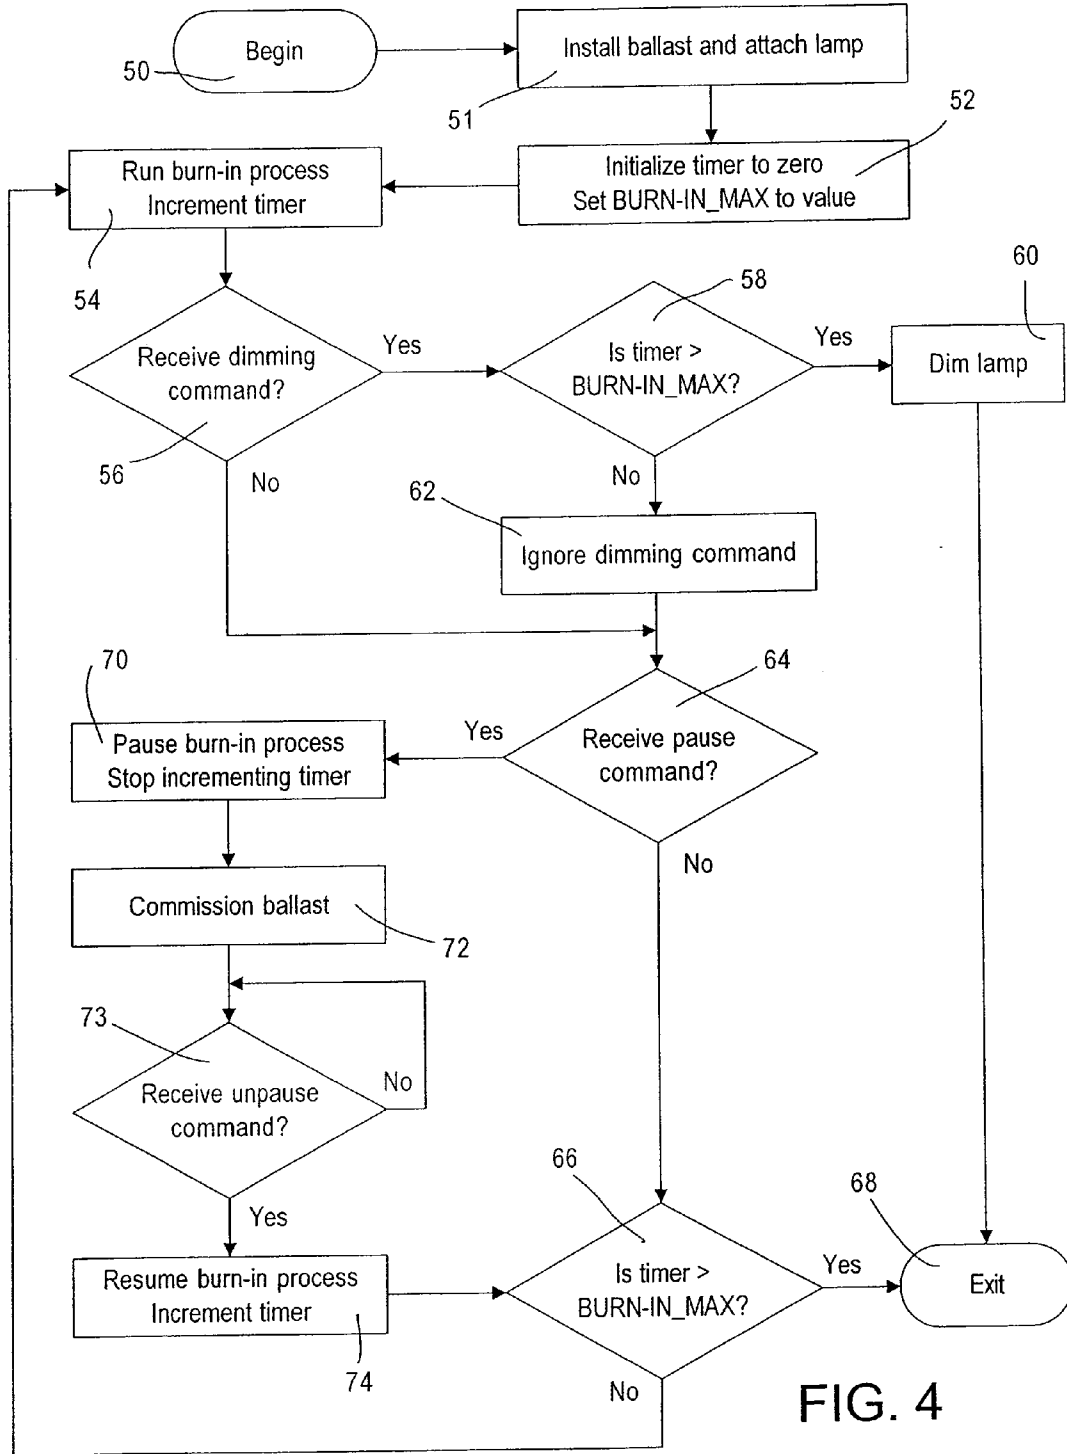 Begin
50
Install ballast and attach lamp
51
52
Initialize timer to zero
Set BURN-IN_MAX to value
Run burn-in process
Increment timer
54
Receive dimming
command?
56
Yes
No
58
Is timer >
BURN-IN_MAX?
Yes
No
60
Dim lamp
62
Ignore dimming command
64
Receive pause
command?
Yes
No
70
Pause burn-in process
Stop incrementing timer
Commission ballast
72
73
Receive unpause
command?
No
Yes
Resume burn-in process
Increment timer
74
66
Is timer >
BURN-IN_MAX?
Yes
No
68
Exit
FIG. 4